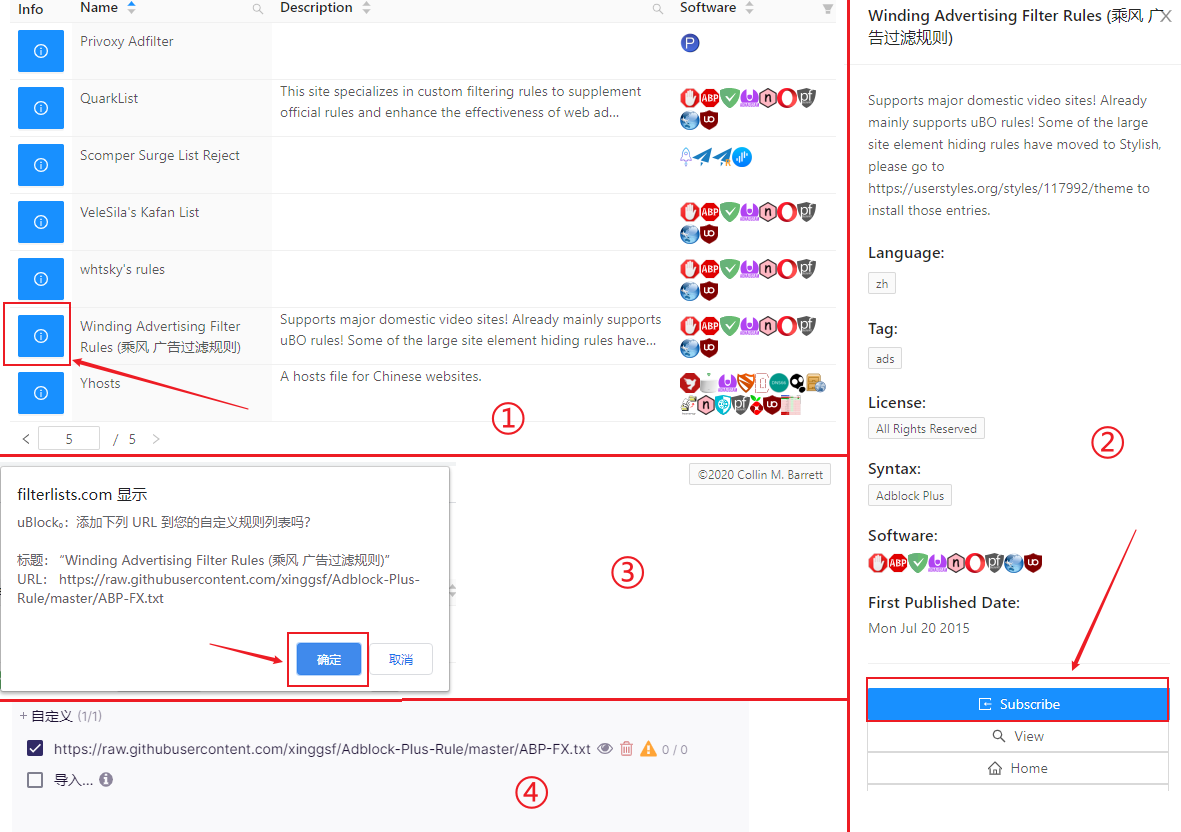 Info Name Description Software
Privoxy Adfilter
QuarkList
This site specializes in custom filtering rules to supplement
official rules and enhance the effectiveness of web ad...
Scomper Surge List Reject
VeleSila's Kafan List
whtsky's rules
Winding Advertising Filter
Rules (乘风 广告过滤规则)
Supports major domestic video sites! Already mainly supports
uBO rules! Some of the large site element hiding rules have...
Yhosts
A hosts file for Chinese websites.
①
< 5 / 5 >
Winding Advertising Filter Rules (乘风 广
告过滤规则)
X
Supports major domestic video sites! Already
mainly supports uBO rules! Some of the large
site element hiding rules have moved to Stylish,
please go to
https://userstyles.org/styles/117992/theme to
install those entries.
Language:
zh
Tag:
ads
License:
All Rights Reserved
②
Syntax:
Adblock Plus
Software:
First Published Date:
Mon Jul 20 2015
Subscribe
View
Home
©2020 Collin M. Barrett
filterlists.com 显示
uBlock₀：添加下列 URL 到您的自定义规则列表吗？
标题： “Winding Advertising Filter Rules (乘风 广告过滤规则)”
URL： https://raw.githubusercontent.com/xinggsf/Adblock-Plus-
Rule/master/ABP-FX.txt
③
确定 取消
+ 自定义 (1/1)
https://raw.githubusercontent.com/xinggsf/Adblock-Plus-Rule/master/ABP-FX.txt 0 / 0
导入...
④